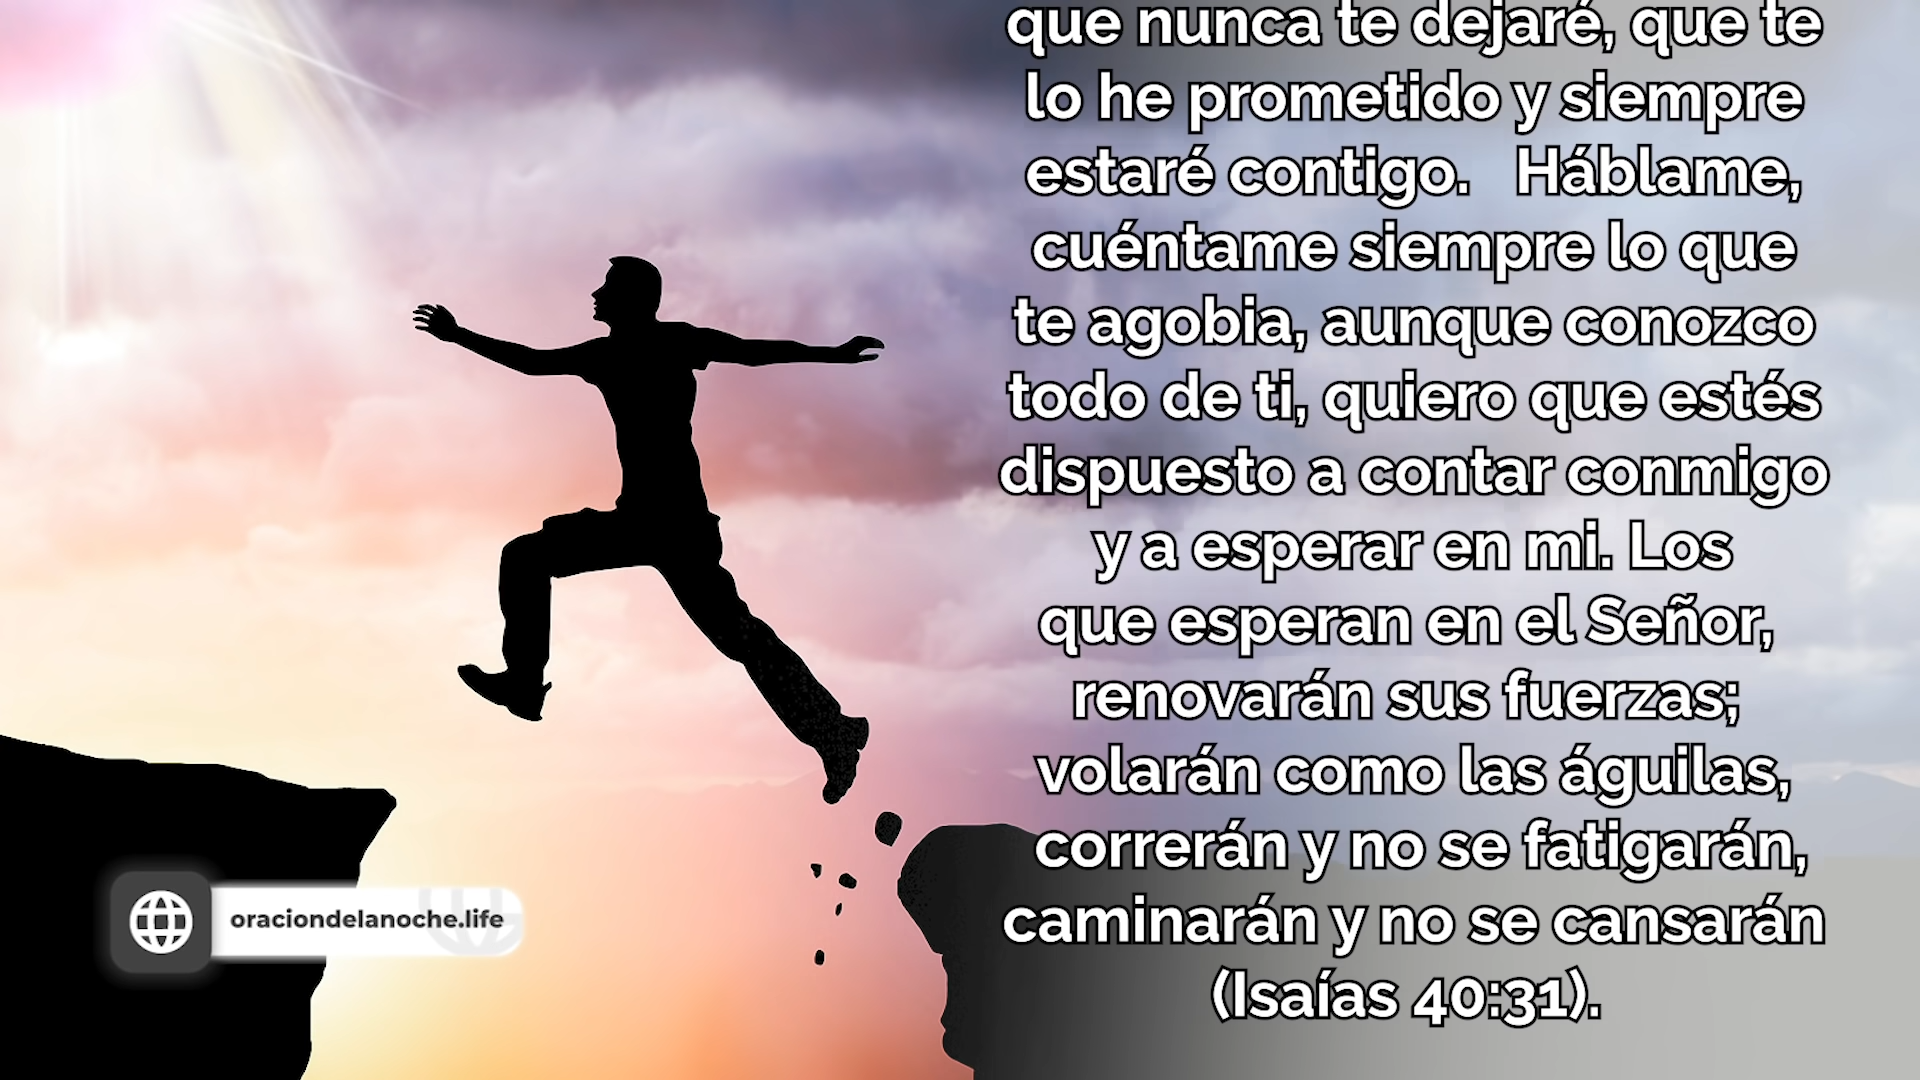 que nunca te dejaré, que te
lo he prometido y siempre
estaré contigo.   Háblame,
cuéntame siempre lo que
te agobia, aunque conozco
todo de ti, quiero que estés
dispuesto a contar conmigo
y a esperar en mi. Los
que esperan en el Señor,
renovarán sus fuerzas;
volarán como las águilas,
correrán y no se fatigarán,
caminarán y no se cansarán
(Isaías 40:31).
oraciondelanoche.life